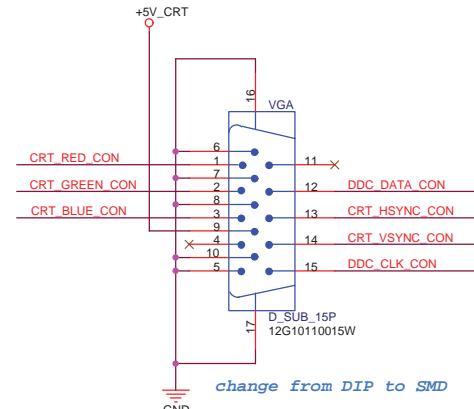 +5V_CRT
16
VGA
6
CRT_RED_CON 1 11
7
CRT_GREEN_CON 2 12 DDC_DATA_CON
8
CRT_BLUE_CON 3 13 CRT_HSYNC_CON
9
4 14 CRT_VSYNC_CON
10
5 15 DDC_CLK_CON
17
D_SUB_15P
12G10110015W
change from DIP to SMD
GND